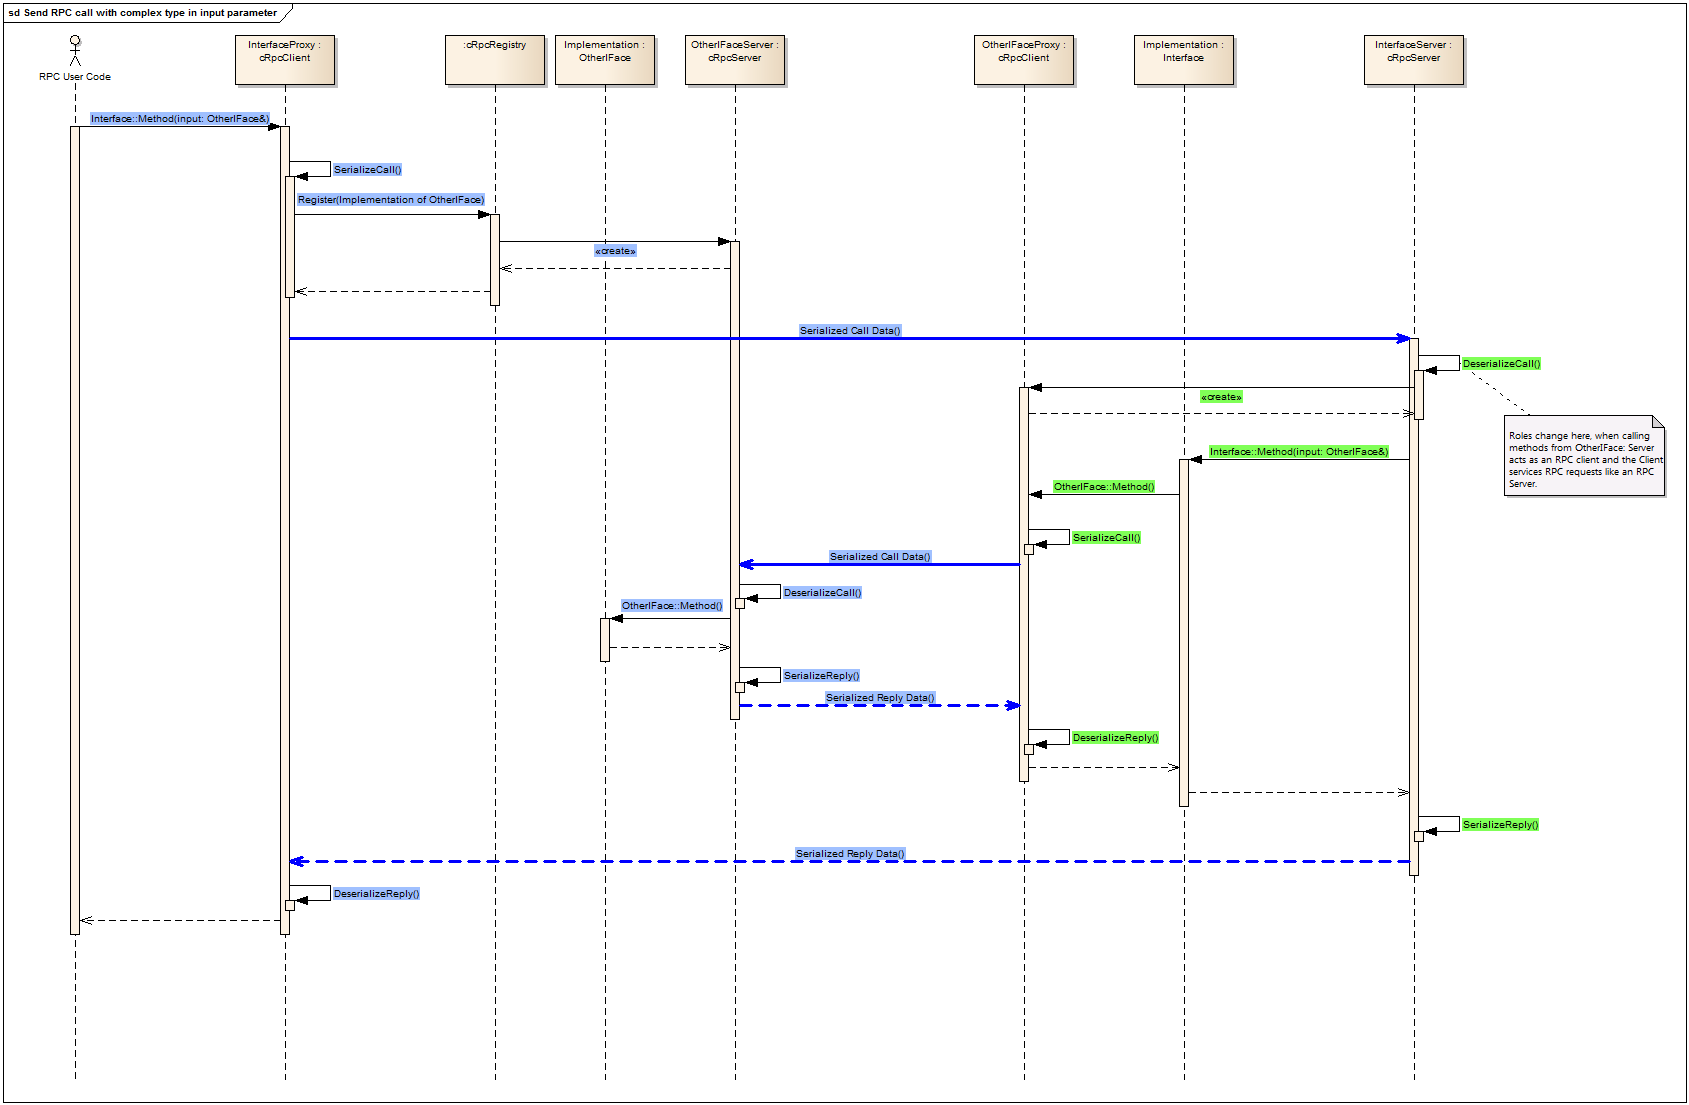 sd Send RPC call with complex type in input parameter
RPC User Code
InterfaceProxy :
cRpcClient
:cRpcRegistry
Implementation :
OtherIFace
OtherIFaceServer :
cRpcServer
OtherIFaceProxy :
cRpcClient
Implementation :
Interface
InterfaceServer :
cRpcServer
Interface::Method(input: OtherIFace&)
SerializeCall()
Register(Implementation of OtherIFace)
«create»
Serialized Call Data()
DeserializeCall()
«create»
Roles change here, when calling
methods from OtherIFace: Server
acts as an RPC client and the Client
services RPC requests like an RPC
Server.
Interface::Method(input: OtherIFace&)
OtherIFace::Method()
SerializeCall()
Serialized Call Data()
DeserializeCall()
OtherIFace::Method()
SerializeReply()
Serialized Reply Data()
DeserializeReply()
SerializeReply()
Serialized Reply Data()
DeserializeReply()